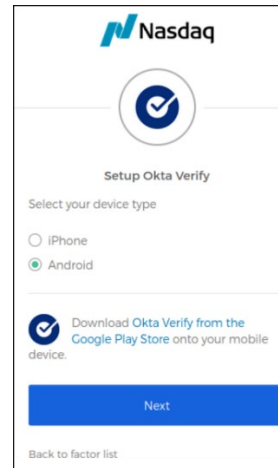 Nasdaq
Setup Okta Verify
Select your device type
iPhone
Android
Download Okta Verify from the
Google Play Store onto your mobile
device.
Next
Back to factor list